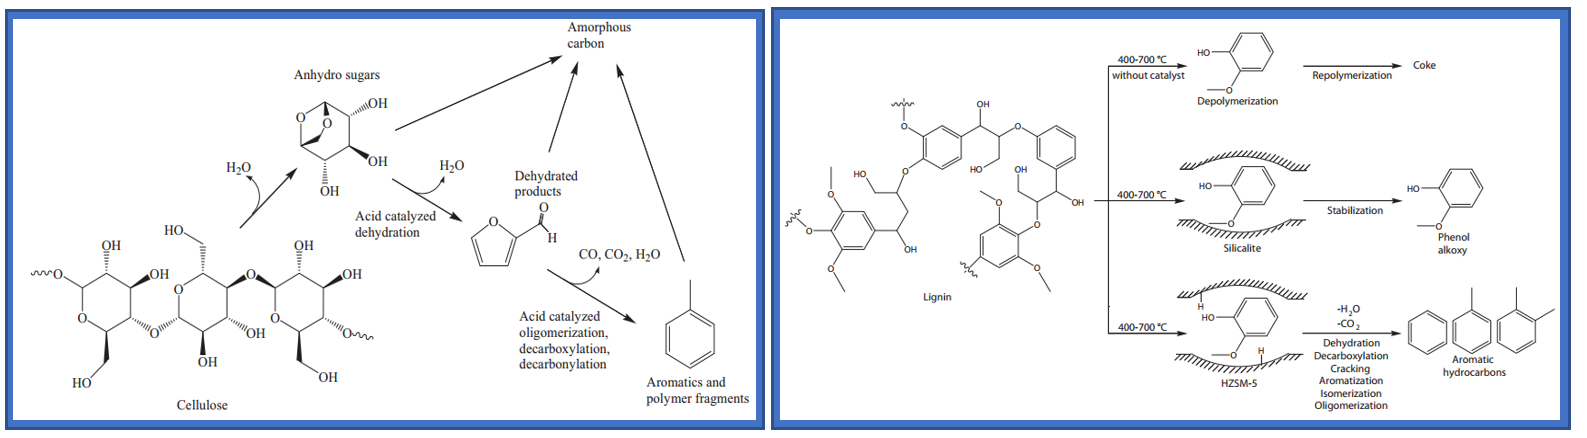 Amorphous
carbon
Anhydro sugars
O
O
OH
OH
OH
H₂O
H₂O
Acid catalyzed
dehydration
Dehydrated
products
O
O
H
CO, CO₂, H₂O
Acid catalyzed
oligomerization,
decarboxylation,
decarbonylation
Aromatics and
polymer fragments
HO
OH
OH
O
OH
O
O
OH
O
O
OH
OH
O
O
HO
OH
Cellulose
400-700 °C
without catalyst
HO
O
Depolymerization
Repolymerization
Coke
OH
O
O
O
HO
HO
OH
O
O
O
OH
O
O
OH
O
O
O
Lignin
400-700 °C
HO
O
Silicalite
Stabilization
HO
O
Phenol
alkoxy
400-700 °C
H
HO
O
H
HZSM-5
-H₂O
-CO₂
Dehydration
Decarboxylation
Cracking
Aromatization
Isomerization
Oligomerization
Aromatic
hydrocarbons